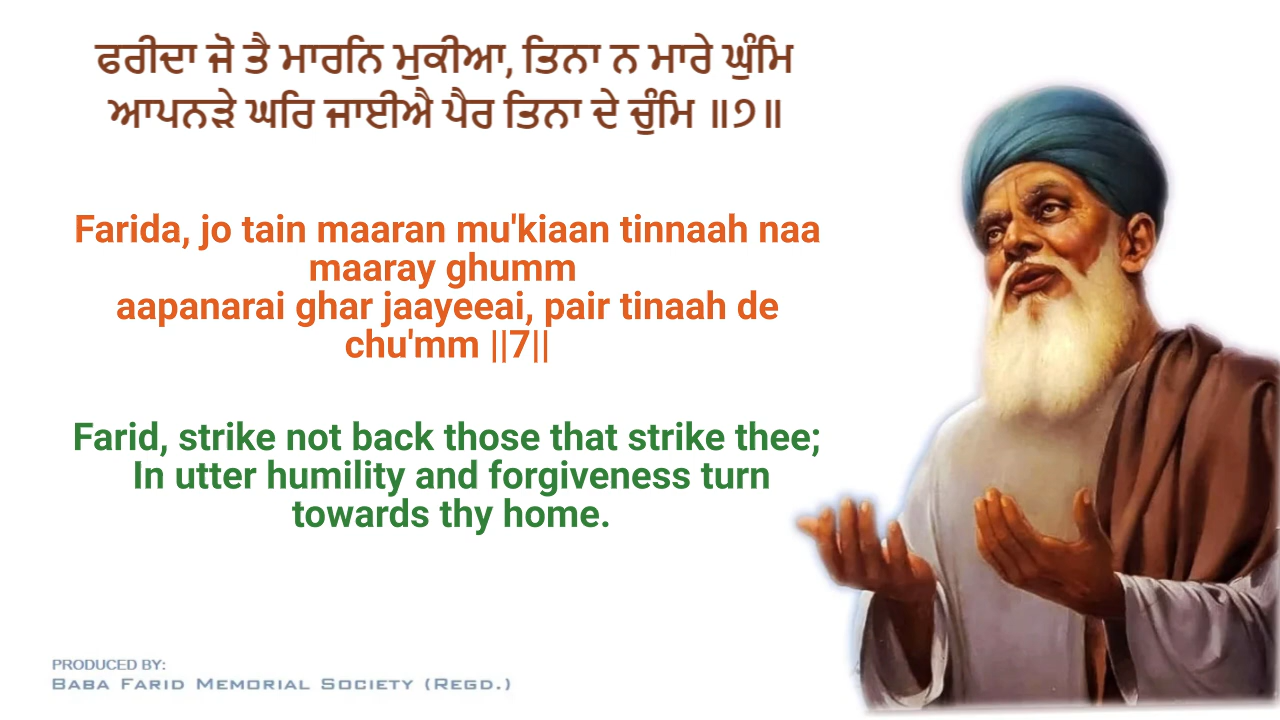 ਫਰੀਦਾ ਜੋ ਤੈ ਮਾਰਨਿ ਮੁਕੀਆ, ਤਿਨਾ ਨ ਮਾਰੇ ਘੁੰਮਿ
ਆਪਨੜੇ ਘਰਿ ਜਾਈਐ ਪੈਰ ਤਿਨਾ ਦੇ ਚੁੰਮਿ ॥੭॥
Farida, jo tain maaran mu'kiaan tinnaah naa
maaray ghumm
aapanarai ghar jaayeeai, pair tinaah de
chu'mm ||7||
Farid, strike not back those that strike thee;
In utter humility and forgiveness turn
towards thy home.
PRODUCED BY:
BABA FARID MEMORIAL SOCIETY (REGD.)